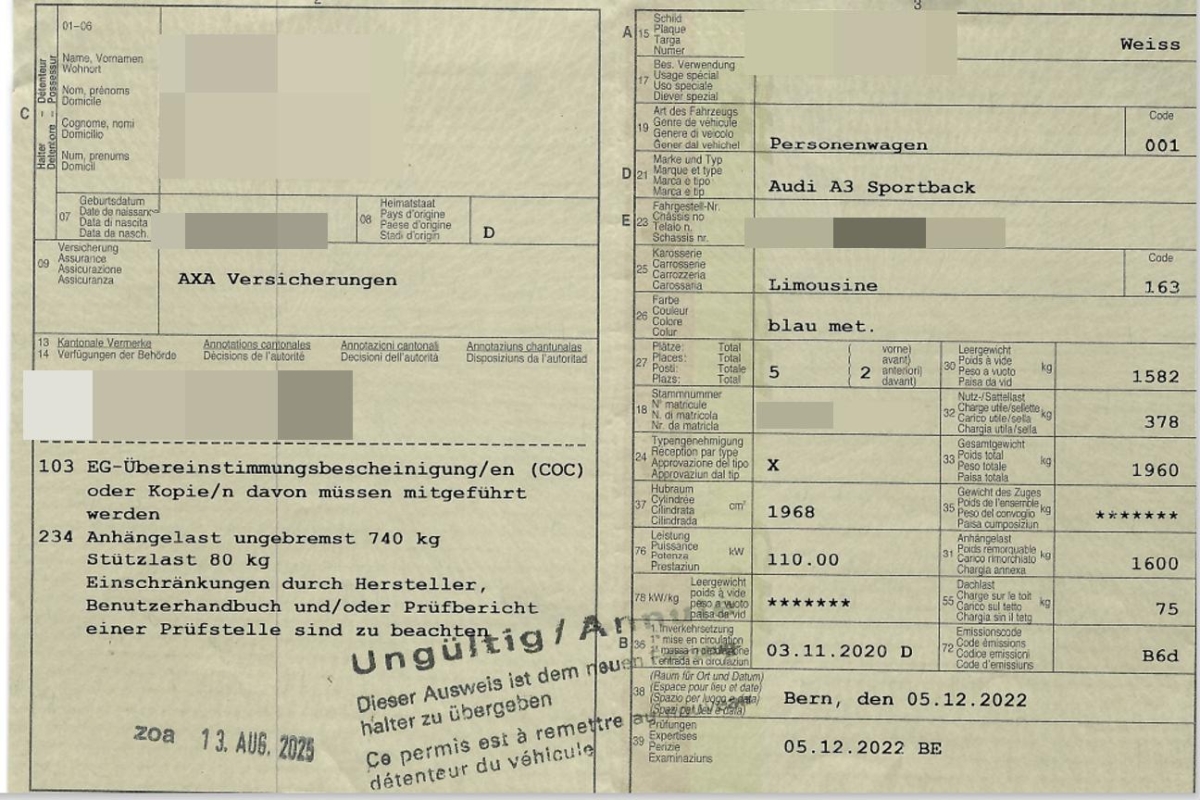 2
01-06
Halter – Détenteur
Detentore – Possessur
C
Name, Vornamen
Wohnort
Nom, prénoms
Domicile
Cognome, nomi
Domicilio
Num, prenums
Domicil
07
Geburtsdatum
Date de naissance
Data di nascita
Data da nasch.
08
Heimatstaat
Pays d'origine
Paese d'origine
Stadi d'origin
D
09
Versicherung
Assurance
Assicurazione
Assicuranza
AXA Versicherungen
13 Kantonale Vermerke Annotations cantonales Annotazioni cantonali Annotaziuns chantunalas
14 Verfügungen der Behörde Décisions de l'autorité Decisioni dell'autorità Disposiziuns da l'autoritad
103 EG-Übereinstimmungsbescheinigung/en (COC)
oder Kopie/n davon müssen mitgeführt
werden
234 Anhängelast ungebremst 740 kg
Stützlast 80 kg
Einschränkungen durch Hersteller,
Benutzerhandbuch und/oder Prüfbericht
einer Prüfstelle sind zu beachten
Ungültig / Annulé
Dieser Ausweis ist dem neuen
halter zu übergeben
Ce permis est à remettre au
détenteur du véhicule
zoa 13. AUG. 2025
3
A 15
Schild
Plaque
Targa
Numer
Weiss
17
Bes. Verwendung
Usage spécial
Uso speciale
Diever spezial
19
Art des Fahrzeugs
Genre de véhicule
Genere di veicolo
Gener dal vehichel
Personenwagen
Code
001
D 21
Marke und Typ
Marque et type
Marca e tipo
Marca e tip
Audi A3 Sportback
E 23
Fahrgestell-Nr.
Châssis no
Telaio n.
Schassis nr.
25
Karosserie
Carrosserie
Carrozzeria
Carossaria
Limousine
Code
163
26
Farbe
Couleur
Colore
Colur
blau met.
27
Plätze: Total
Places: Total
Posti: Totale
Plazs: Total
5
( vorne)
avant)
anteriori)
( davant)
2
30
Leergewicht
Poids à vide
Peso a vuoto
Paisa da vid
kg
1582
18
Stammnummer
N° matricule
N. di matricola
Nr. da matricla
32
Nutz-/Sattellast
Charge utile/sellette
Carico utile/sella
Chargia utila/sella
kg
378
24
Typengenehmigung
Réception par type
Approvazione del tipo
Approvaziun dal tip
X
33
Gesamtgewicht
Poids total
Peso totale
Paisa totala
kg
1960
37
Hubraum
Cylindrée
Cilindrata
Cilindrada
cm³
1968
35
Gewicht des Zuges
Poids de l'ensemble
Peso del convoglio
Paisa cumposiziun
kg
*******
76
Leistung
Puissance
Potenza
Prestaziun
kW
110.00
31
Anhängelast
Poids remorquable
Carico rimorchiato
Chargia annexa
kg
1600
78 kW/kg
Leergewicht
poids à vide
peso a vuoto
paisa da vid
*******
55
Dachlast
Charge sur le toit
Carico sul tetto
Chargia sin il tetg
kg
75
B 36
1. Inverkehrsetzung
1re mise en circulation
1a messa in circolazione
1. entrada en circulaziun
03.11.2020 D
72
Emissionscode
Code émissions
Codice emissioni
Code d'emissiuns
B6d
38
(Raum für Ort und Datum)
(Espace pour lieu et date)
(Spazio per luogo e data)
Bern, den 05.12.2022
39
Prüfungen
Expertises
Perizie
Examinaziuns
05.12.2022 BE